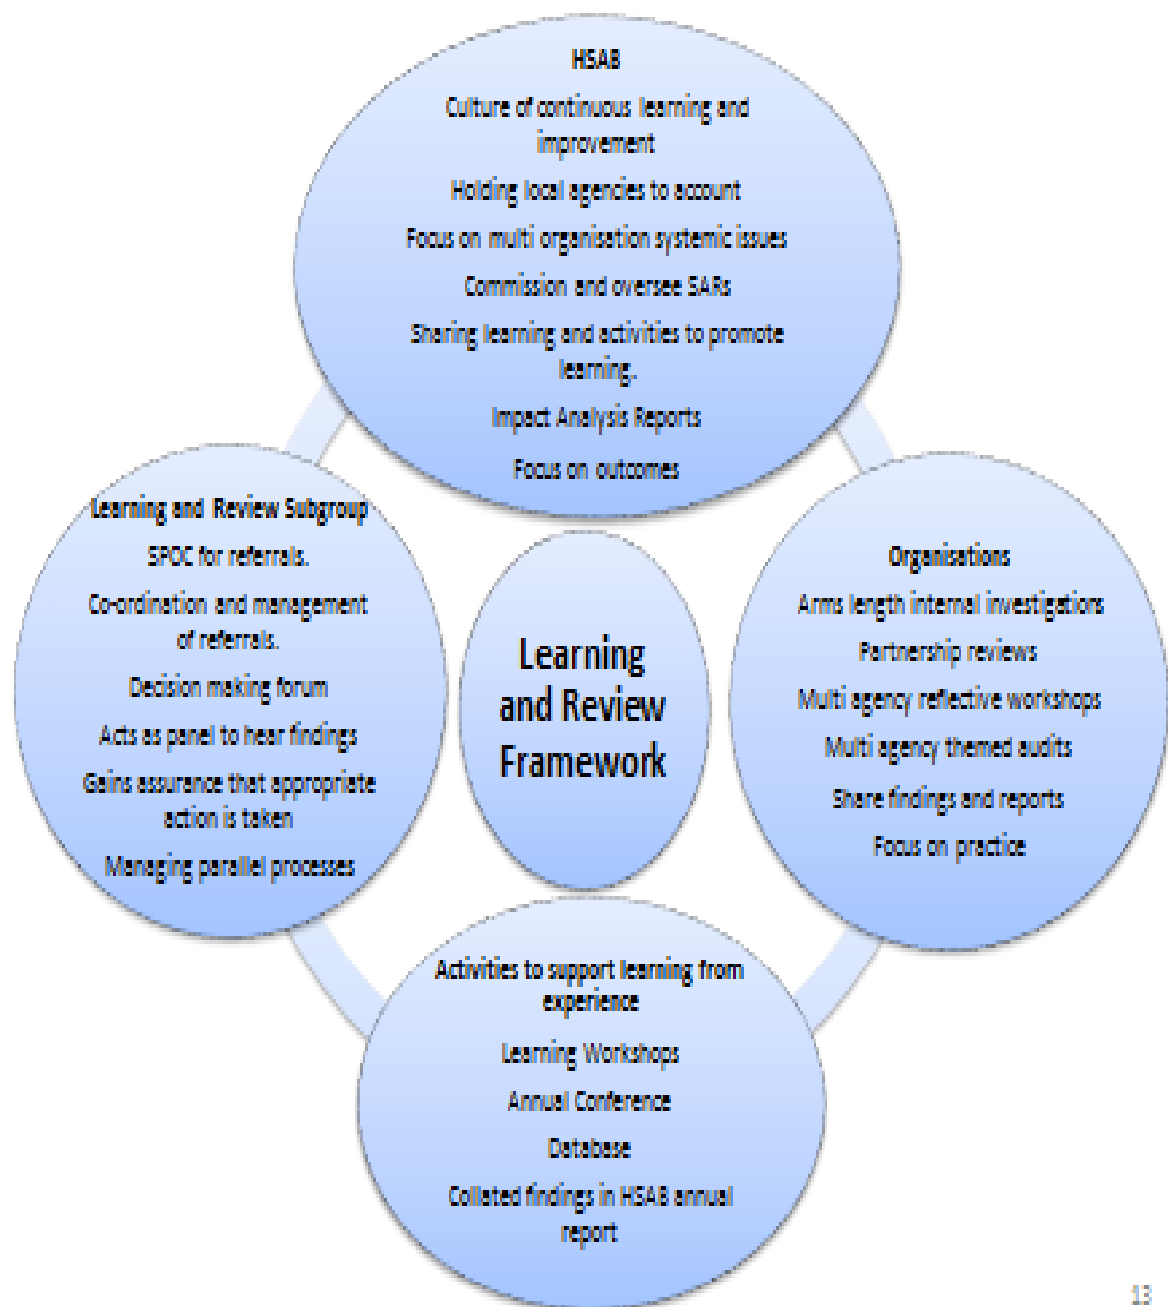 HSAB
Culture of continuous learning and
improvement
Holding local agencies to account
Focus on multi organisation systemic issues
Commission and oversee SARs
Sharing learning and activities to promote
learning.
Impact Analysis Reports
Focus on outcomes
Learning and Review Subgroup
SPOC for referrals.
Co-ordination and management
of referrals.
Decision making forum
Acts as panel to hear findings
Gains assurance that appropriate
action is taken
Managing parallel processes
Learning
and Review
Framework
Organisations
Arms length internal investigations
Partnership reviews
Multi agency reflective workshops
Multi agency themed audits
Share findings and reports
Focus on practice
Activities to support learning from
experience
Learning Workshops
Annual Conference
Database
Collated findings in HSAB annual
report
13